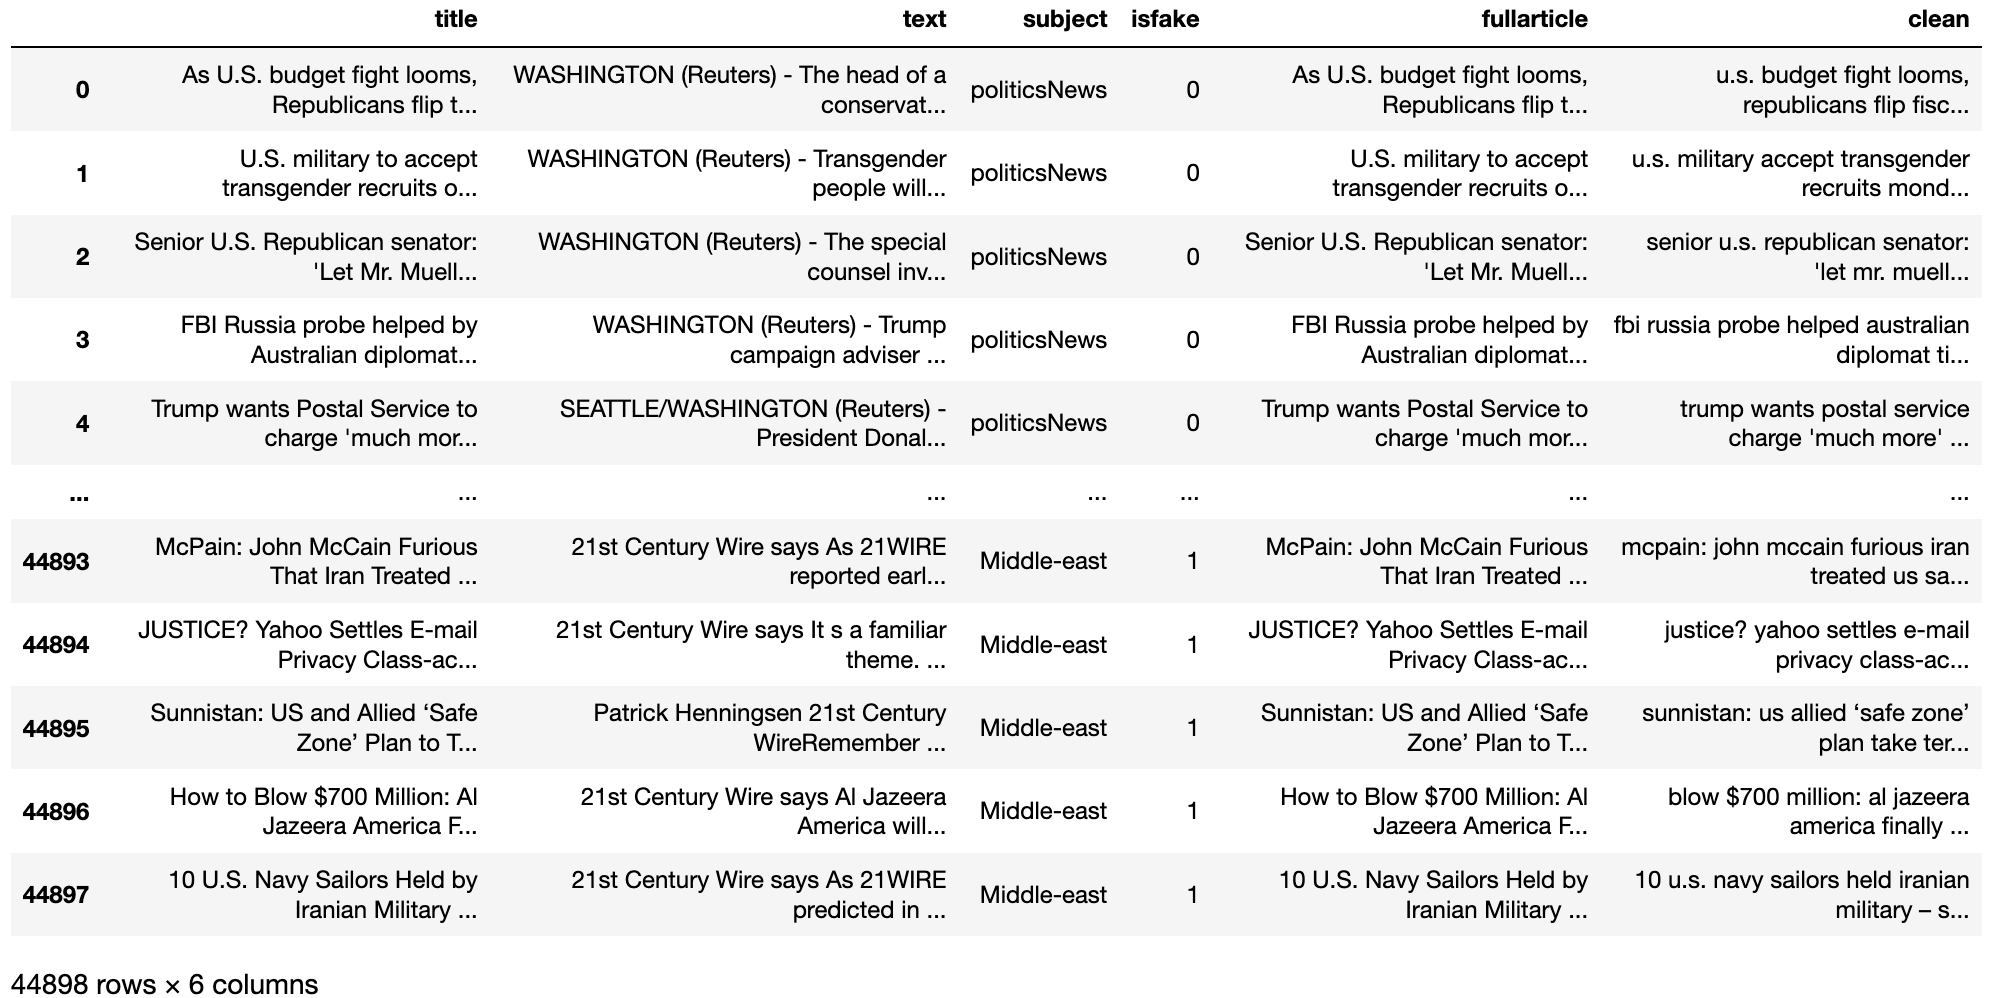 title text subject isfake fullarticle clean
0 As U.S. budget fight looms, Republicans flip t... WASHINGTON (Reuters) - The head of a conservat... politicsNews 0 As U.S. budget fight looms, Republicans flip t... u.s. budget fight looms, republicans flip fisc...
1 U.S. military to accept transgender recruits o... WASHINGTON (Reuters) - Transgender people will... politicsNews 0 U.S. military to accept transgender recruits o... u.s. military accept transgender recruits mond...
2 Senior U.S. Republican senator: 'Let Mr. Muell... WASHINGTON (Reuters) - The special counsel inv... politicsNews 0 Senior U.S. Republican senator: 'Let Mr. Muell... senior u.s. republican senator: 'let mr. muell...
3 FBI Russia probe helped by Australian diplomat... WASHINGTON (Reuters) - Trump campaign adviser ... politicsNews 0 FBI Russia probe helped by Australian diplomat... fbi russia probe helped australian diplomat ti...
4 Trump wants Postal Service to charge 'much mor... SEATTLE/WASHINGTON (Reuters) - President Donal... politicsNews 0 Trump wants Postal Service to charge 'much mor... trump wants postal service charge 'much more' ...
... ... ... ... ... ... ...
44893 McPain: John McCain Furious That Iran Treated ... 21st Century Wire says As 21WIRE reported earl... Middle-east 1 McPain: John McCain Furious That Iran Treated ... mcpain: john mccain furious iran treated us sa...
44894 JUSTICE? Yahoo Settles E-mail Privacy Class-ac... 21st Century Wire says It s a familiar theme. ... Middle-east 1 JUSTICE? Yahoo Settles E-mail Privacy Class-ac... justice? yahoo settles e-mail privacy class-ac...
44895 Sunnistan: US and Allied ‘Safe Zone’ Plan to T... Patrick Henningsen 21st Century WireRemember ... Middle-east 1 Sunnistan: US and Allied ‘Safe Zone’ Plan to T... sunnistan: us allied ‘safe zone’ plan take ter...
44896 How to Blow $700 Million: Al Jazeera America F... 21st Century Wire says Al Jazeera America will... Middle-east 1 How to Blow $700 Million: Al Jazeera America F... blow $700 million: al jazeera america finally ...
44897 10 U.S. Navy Sailors Held by Iranian Military ... 21st Century Wire says As 21WIRE predicted in ... Middle-east 1 10 U.S. Navy Sailors Held by Iranian Military ... 10 u.s. navy sailors held iranian military – s...
44898 rows × 6 columns